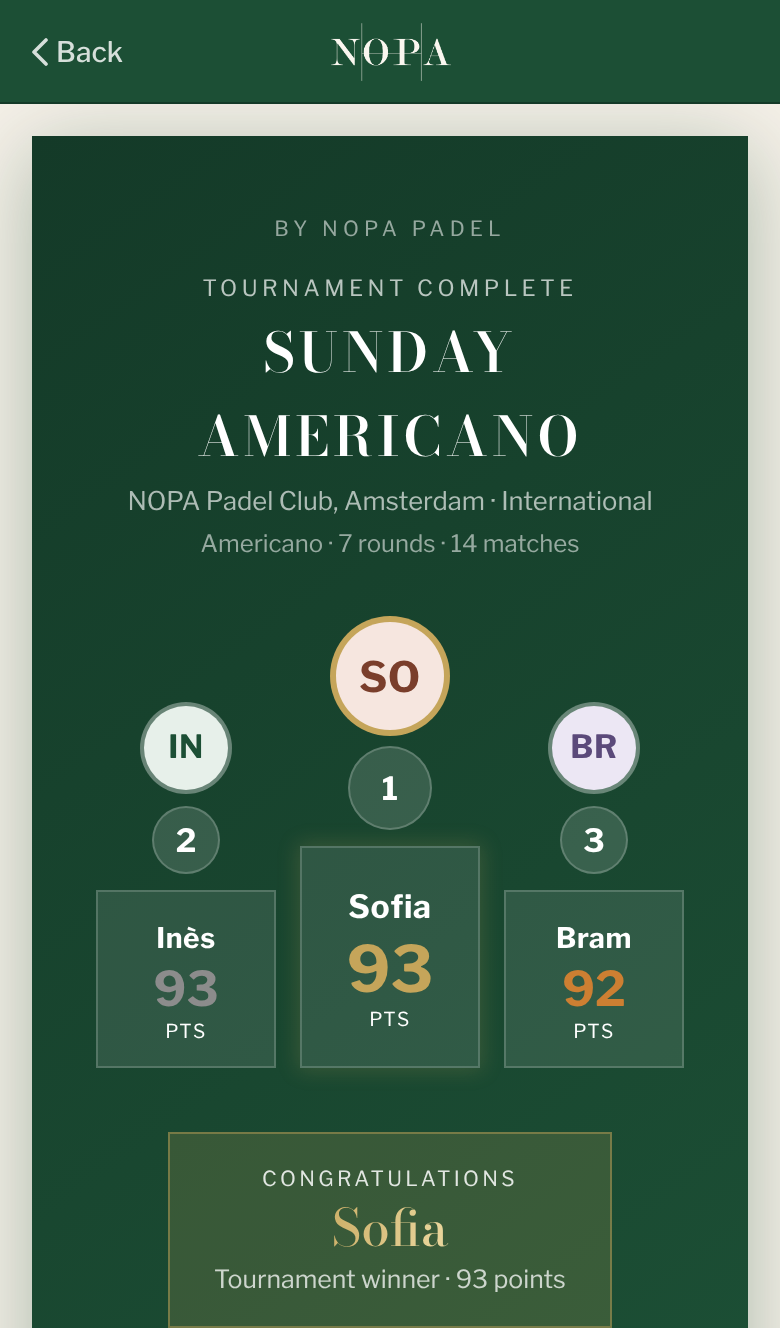 Back
NOPA
BY NOPA PADEL
TOURNAMENT COMPLETE
SUNDAY
AMERICANO
NOPA Padel Club, Amsterdam · International
Americano · 7 rounds · 14 matches
SO
IN
BR
1
2
3
Sofia
93
PTS
Inès
93
PTS
Bram
92
PTS
CONGRATULATIONS
Sofia
Tournament winner · 93 points